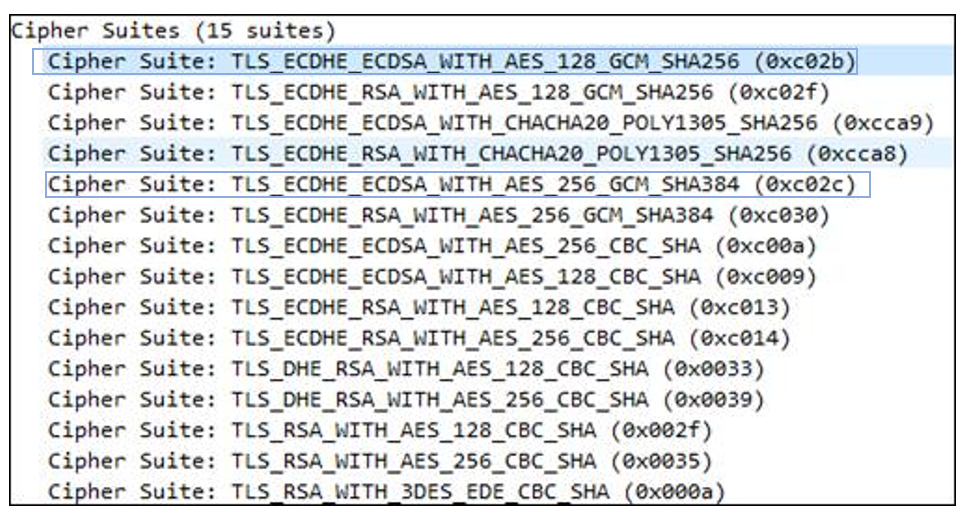 Cipher Suites (15 suites)
Cipher Suite: TLS_ECDHE_ECDSA_WITH_AES_128_GCM_SHA256 (0xc02b)
Cipher Suite: TLS_ECDHE_RSA_WITH_AES_128_GCM_SHA256 (0xc02f)
Cipher Suite: TLS_ECDHE_ECDSA_WITH_CHACHA20_POLY1305_SHA256 (0xcca9)
Cipher Suite: TLS_ECDHE_RSA_WITH_CHACHA20_POLY1305_SHA256 (0xcca8)
Cipher Suite: TLS_ECDHE_ECDSA_WITH_AES_256_GCM_SHA384 (0xc02c)
Cipher Suite: TLS_ECDHE_RSA_WITH_AES_256_GCM_SHA384 (0xc030)
Cipher Suite: TLS_ECDHE_ECDSA_WITH_AES_256_CBC_SHA (0xc00a)
Cipher Suite: TLS_ECDHE_ECDSA_WITH_AES_128_CBC_SHA (0xc009)
Cipher Suite: TLS_ECDHE_RSA_WITH_AES_128_CBC_SHA (0xc013)
Cipher Suite: TLS_ECDHE_RSA_WITH_AES_256_CBC_SHA (0xc014)
Cipher Suite: TLS_DHE_RSA_WITH_AES_128_CBC_SHA (0x0033)
Cipher Suite: TLS_DHE_RSA_WITH_AES_256_CBC_SHA (0x0039)
Cipher Suite: TLS_RSA_WITH_AES_128_CBC_SHA (0x002f)
Cipher Suite: TLS_RSA_WITH_AES_256_CBC_SHA (0x0035)
Cipher Suite: TLS_RSA_WITH_3DES_EDE_CBC_SHA (0x000a)